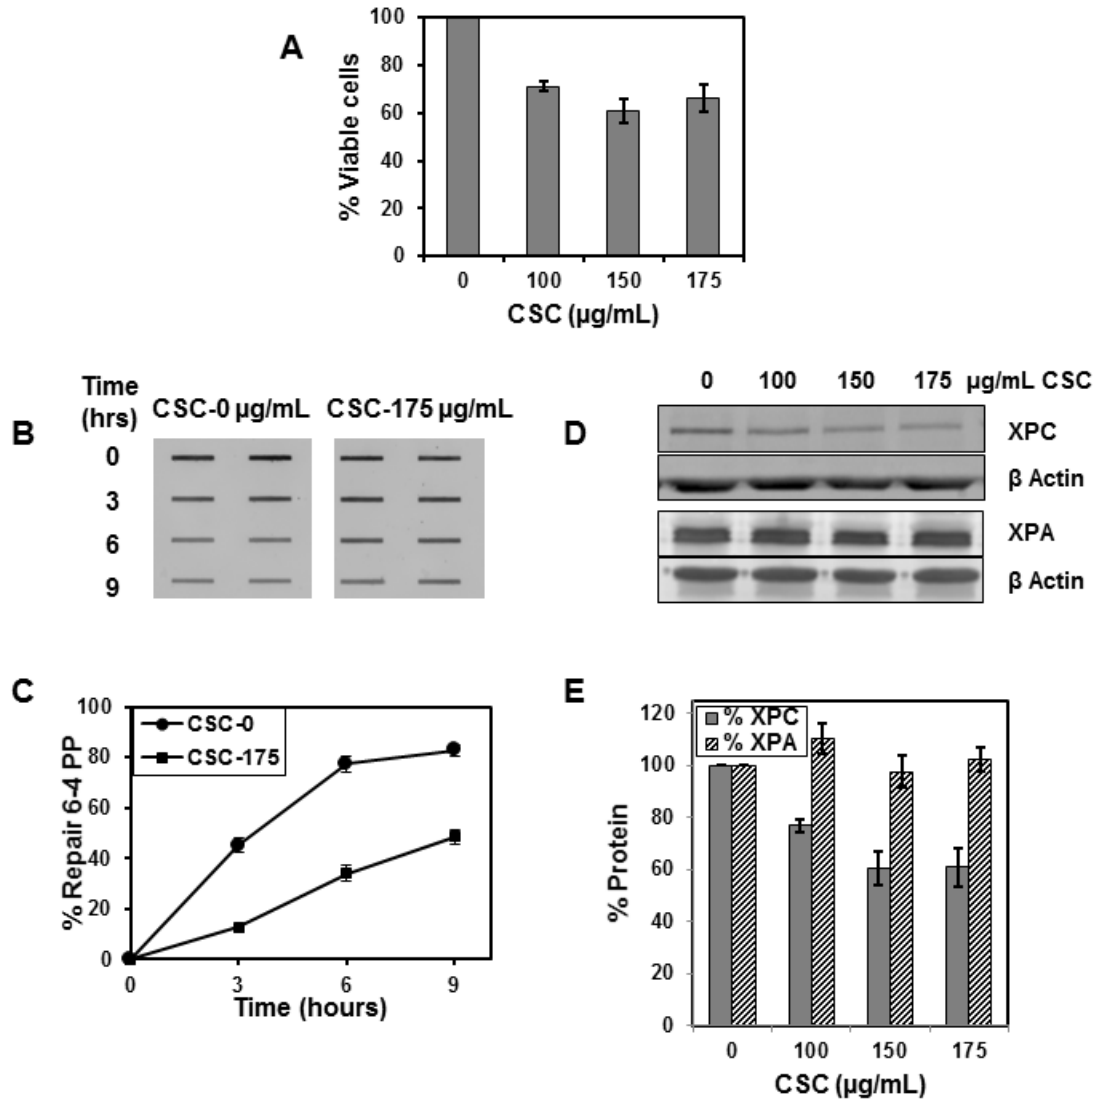 A
% Viable cells
100
80
60
40
20
0
0 100 150 175
CSC (µg/mL)
B
Time
(hrs)
CSC-0 µg/mL CSC-175 µg/mL
0
3
6
9
D
0 100 150 175 µg/mL CSC
XPC
β Actin
XPA
β Actin
C
% Repair 6-4 PP
100
80
60
40
20
0
CSC-0
CSC-175
0 3 6 9
Time (hours)
E
% Protein
120
100
80
60
40
20
0
% XPC
% XPA
0 100 150 175
CSC (µg/mL)